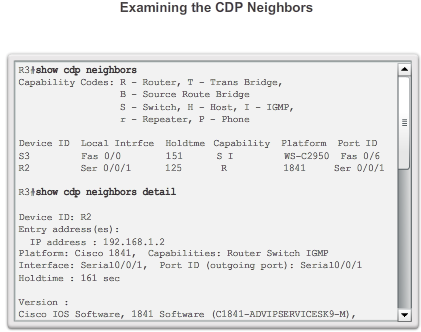 Examining the CDP Neighbors
R3#show cdp neighbors
Capability Codes: R - Router, T - Trans Bridge,
B - Source Route Bridge
S - Switch, H - Host, I - IGMP,
r - Repeater, P - Phone
Device ID Local Intrfce Holdtme Capability Platform Port ID
S3 Fas 0/0 151 S I WS-C2950 Fas 0/6
R2 Ser 0/0/1 125 R 1841 Ser 0/0/1
R3#show cdp neighbors detail
Device ID: R2
Entry address(es):
IP address : 192.168.1.2
Platform: Cisco 1841, Capabilities: Router Switch IGMP
Interface: Serial0/0/1, Port ID (outgoing port): Serial0/0/1
Holdtime : 161 sec
Version :
Cisco IOS Software, 1841 Software (C1841-ADVIPSERVICESK9-M),